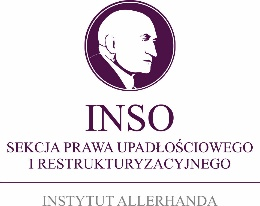 INSO
SEKCJA PRAWA UPADŁOŚCIOWEGO
I RESTRUKTURYZACYJNEGO
INSTYTUT ALLERHANDA